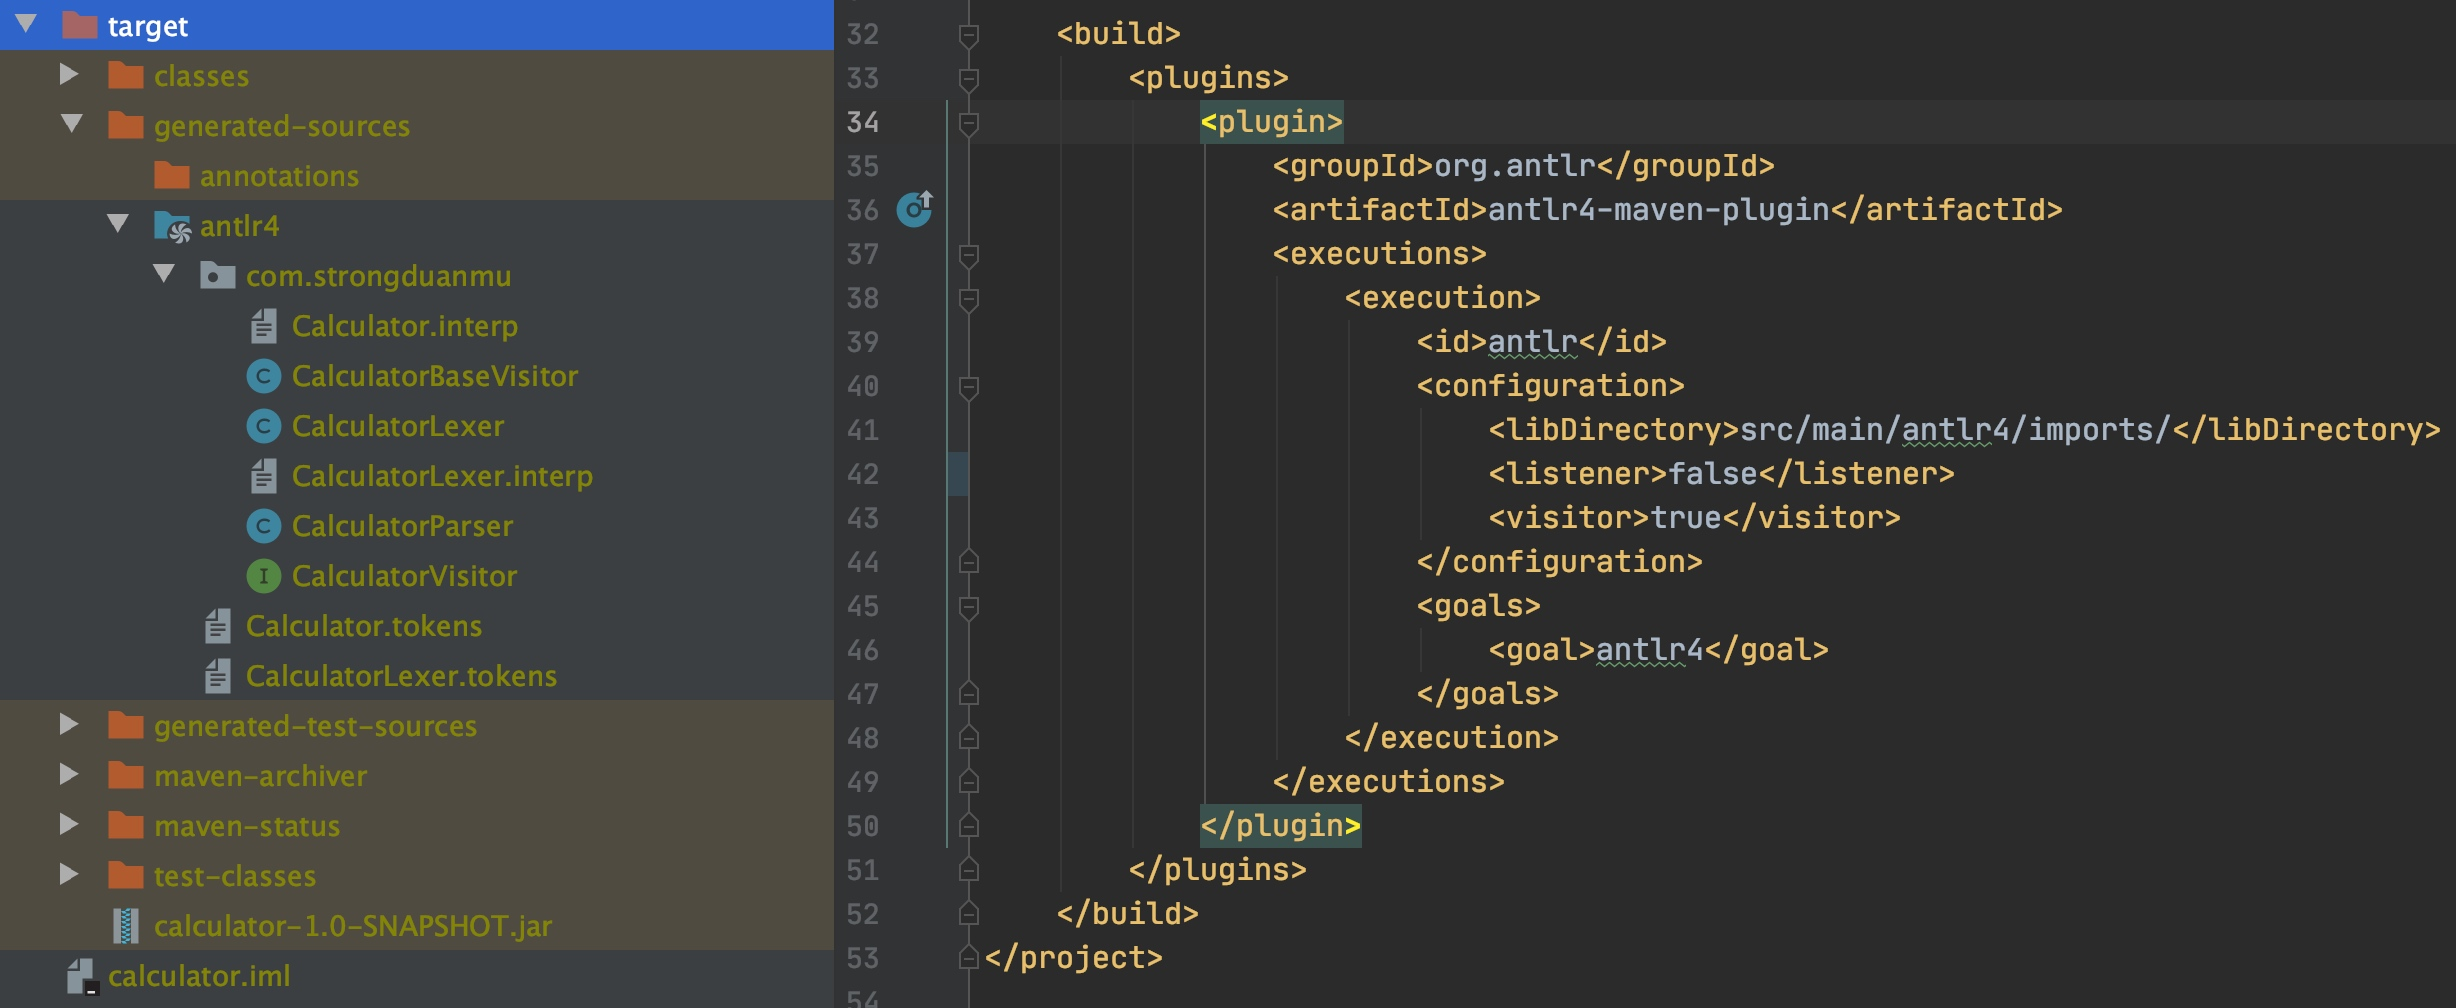 target
classes
generated-sources
annotations
antlr4
com.strongduanmu
Calculator.interp
CalculatorBaseVisitor
CalculatorLexer
CalculatorLexer.interp
CalculatorParser
CalculatorVisitor
Calculator.tokens
CalculatorLexer.tokens
generated-test-sources
maven-archiver
maven-status
test-classes
calculator-1.0-SNAPSHOT.jar
calculator.iml
32 <build>
33 <plugins>
34 <plugin>
35 <groupId>org.antlr</groupId>
36 <artifactId>antlr4-maven-plugin</artifactId>
37 <executions>
38 <execution>
39 <id>antlr</id>
40 <configuration>
41 <libDirectory>src/main/antlr4/imports/</libDirectory>
42 <listener>false</listener>
43 <visitor>true</visitor>
44 </configuration>
45 <goals>
46 <goal>antlr4</goal>
47 </goals>
48 </execution>
49 </executions>
50 </plugin>
51 </plugins>
52 </build>
53 </project>
54